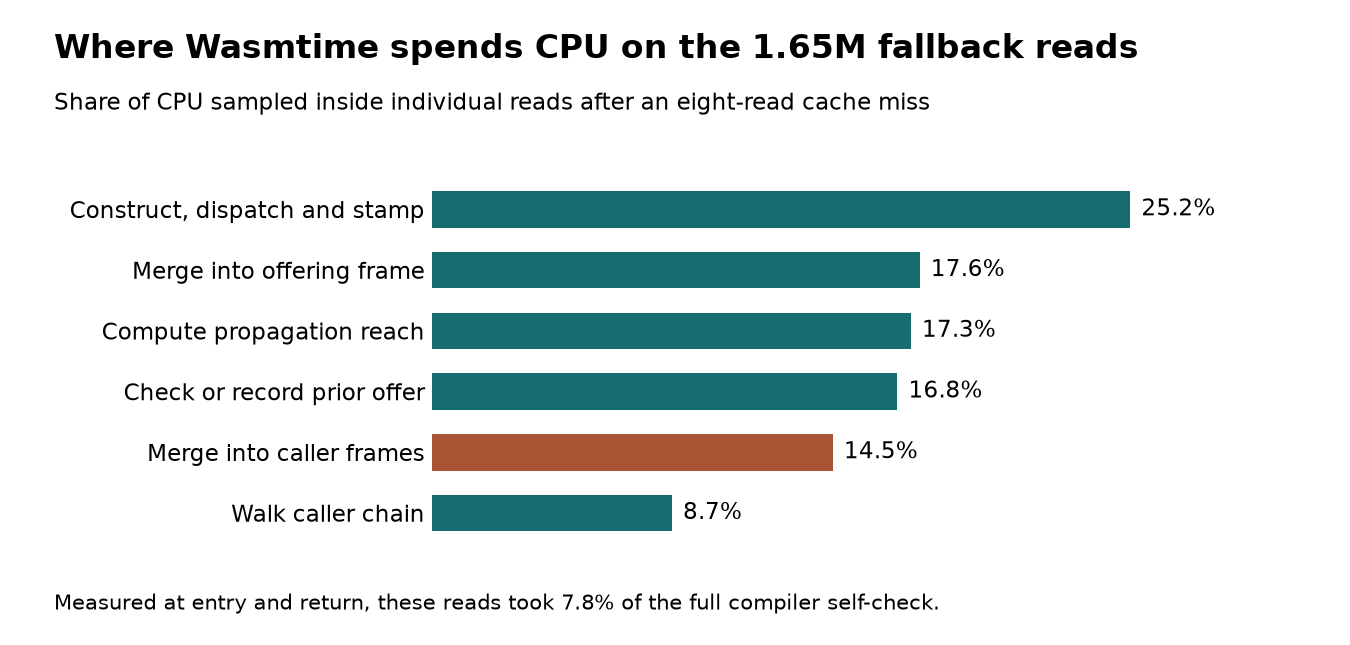 Where Wasmtime spends CPU on the 1.65M fallback reads
Share of CPU sampled inside individual reads after an eight-read cache miss
Construct, dispatch and stamp 25.2%
Merge into offering frame 17.6%
Compute propagation reach 17.3%
Check or record prior offer 16.8%
Merge into caller frames 14.5%
Walk caller chain 8.7%
Measured at entry and return, these reads took 7.8% of the full compiler self-check.